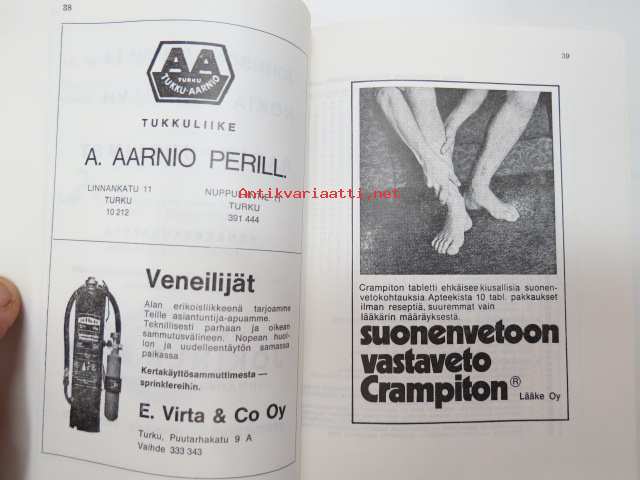 38
AA
TURKU
TUKKU-AARNIO
TUKKULIIKE
A. AARNIO PERILL.
LINNANKATU 11
TURKU
10 212
TURKU
391 444
Antikvariaatti.net
Veneilijät
Alan erikoisliikkeenä tarjoamme
Teille asiantuntija-apuamme.
Teknillisesti parhaan ja oikean
sammutusvälineen. Nopean huol-
lon ja uudelleentäytön samassa
paikassa
Kertakäyttösammuttimesta —
sprinklereihin.
E. Virta & Co Oy
Turku, Puutarhakatu 9 A
Vaihde 333 343
39
Crampiton tabletti ehkäisee kiusallisia suonen-
vetokohtauksia. Apteekista 10 tabl. pakkaukset
ilman reseptiä, suuremmat vain
lääkärin määräyksestä.
suonenvetoon
vastaveto
Crampiton®
Lääke Oy